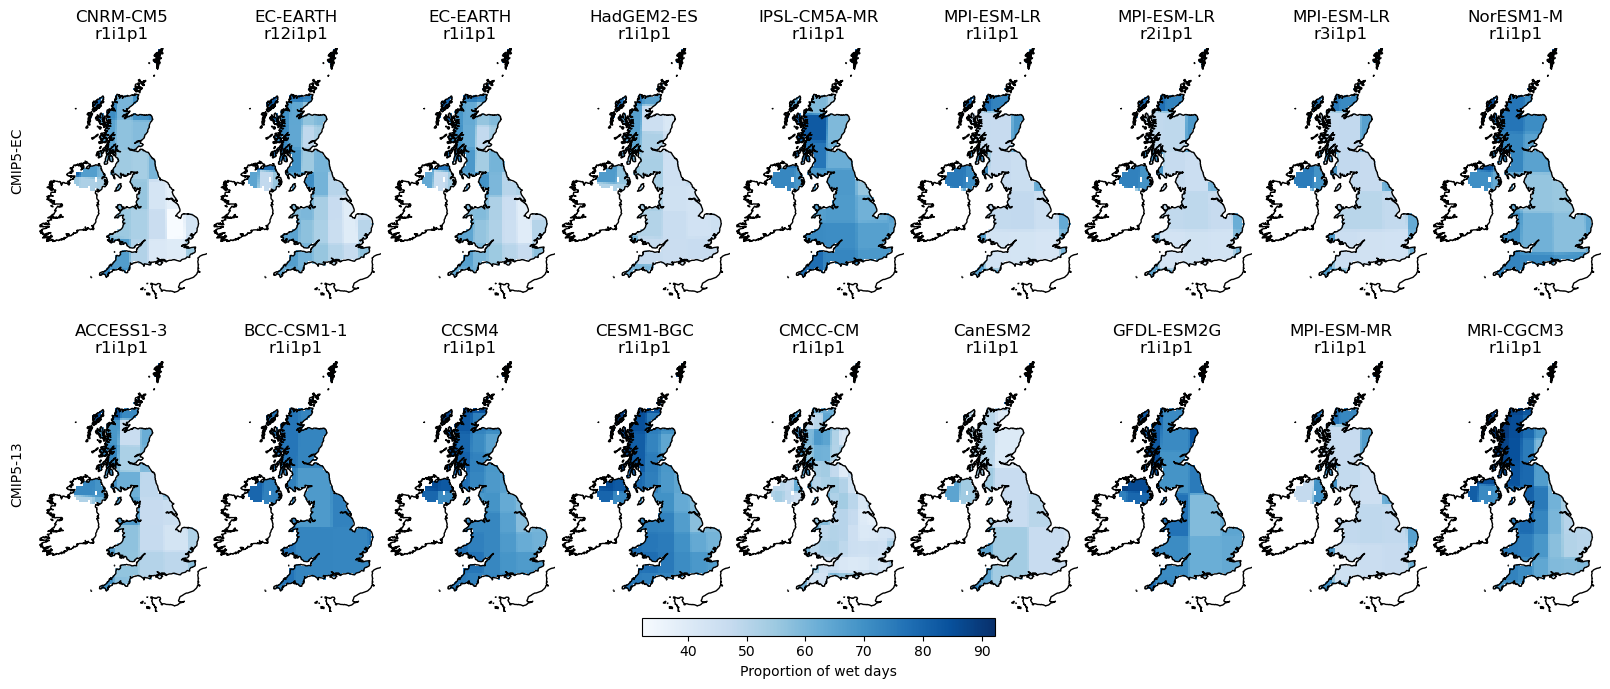 CNRM-CM5
r1i1p1
EC-EARTH
r12i1p1
EC-EARTH
r1i1p1
HadGEM2-ES
r1i1p1
IPSL-CM5A-MR
r1i1p1
MPI-ESM-LR
r1i1p1
MPI-ESM-LR
r2i1p1
MPI-ESM-LR
r3i1p1
NorESM1-M
r1i1p1
CMIP5-EC
ACCESS1-3
r1i1p1
BCC-CSM1-1
r1i1p1
CCSM4
r1i1p1
CESM1-BGC
r1i1p1
CMCC-CM
r1i1p1
CanESM2
r1i1p1
GFDL-ESM2G
r1i1p1
MPI-ESM-MR
r1i1p1
MRI-CGCM3
r1i1p1
CMIP5-13
40 50 60 70 80 90
Proportion of wet days